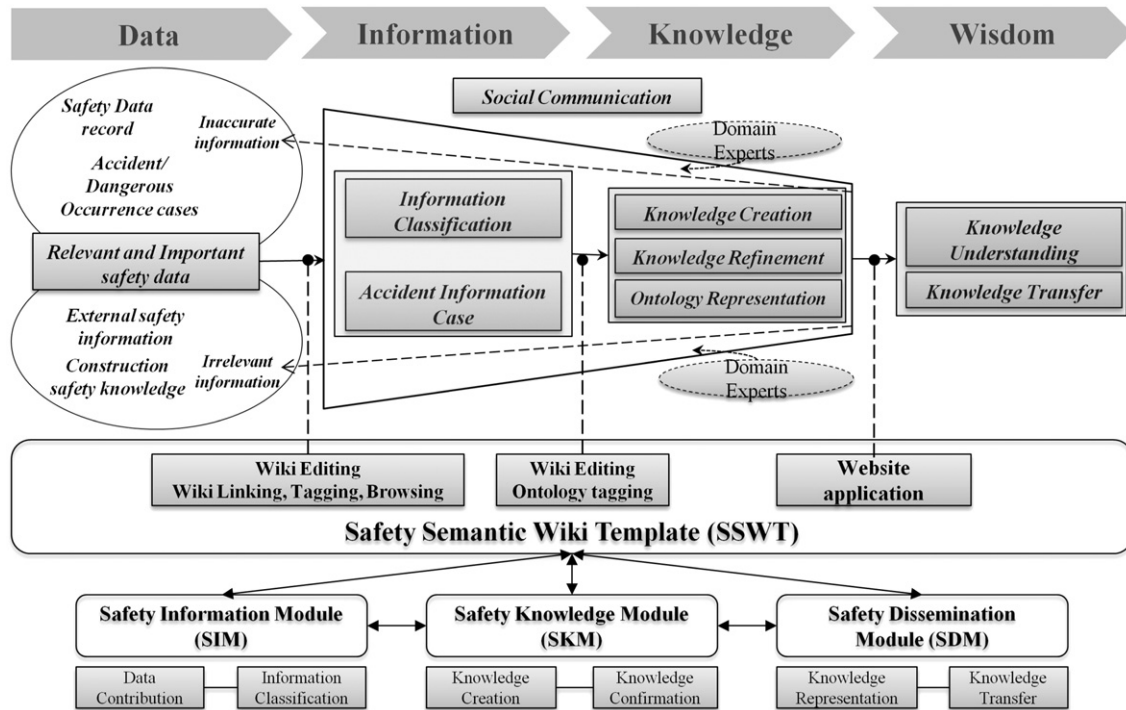 Data
Information
Knowledge
Wisdom
Social Communication
Safety Data
record
Inaccurate
information
Accident/
Dangerous
Occurrence cases
Relevant and Important
safety data
External safety
information
Construction
safety knowledge
Irrelevant
information
Domain
Experts
Information
Classification
Accident Information
Case
Knowledge Creation
Knowledge Refinement
Ontology Representation
Knowledge
Understanding
Knowledge Transfer
Domain
Experts
Wiki Editing
Wiki Linking, Tagging, Browsing
Wiki Editing
Ontology tagging
Website
application
Safety Semantic Wiki Template (SSWT)
Safety Information Module
(SIM)
Safety Knowledge Module
(SKM)
Safety Dissemination
Module (SDM)
Data
Contribution
Information
Classification
Knowledge
Creation
Knowledge
Confirmation
Knowledge
Representation
Knowledge
Transfer